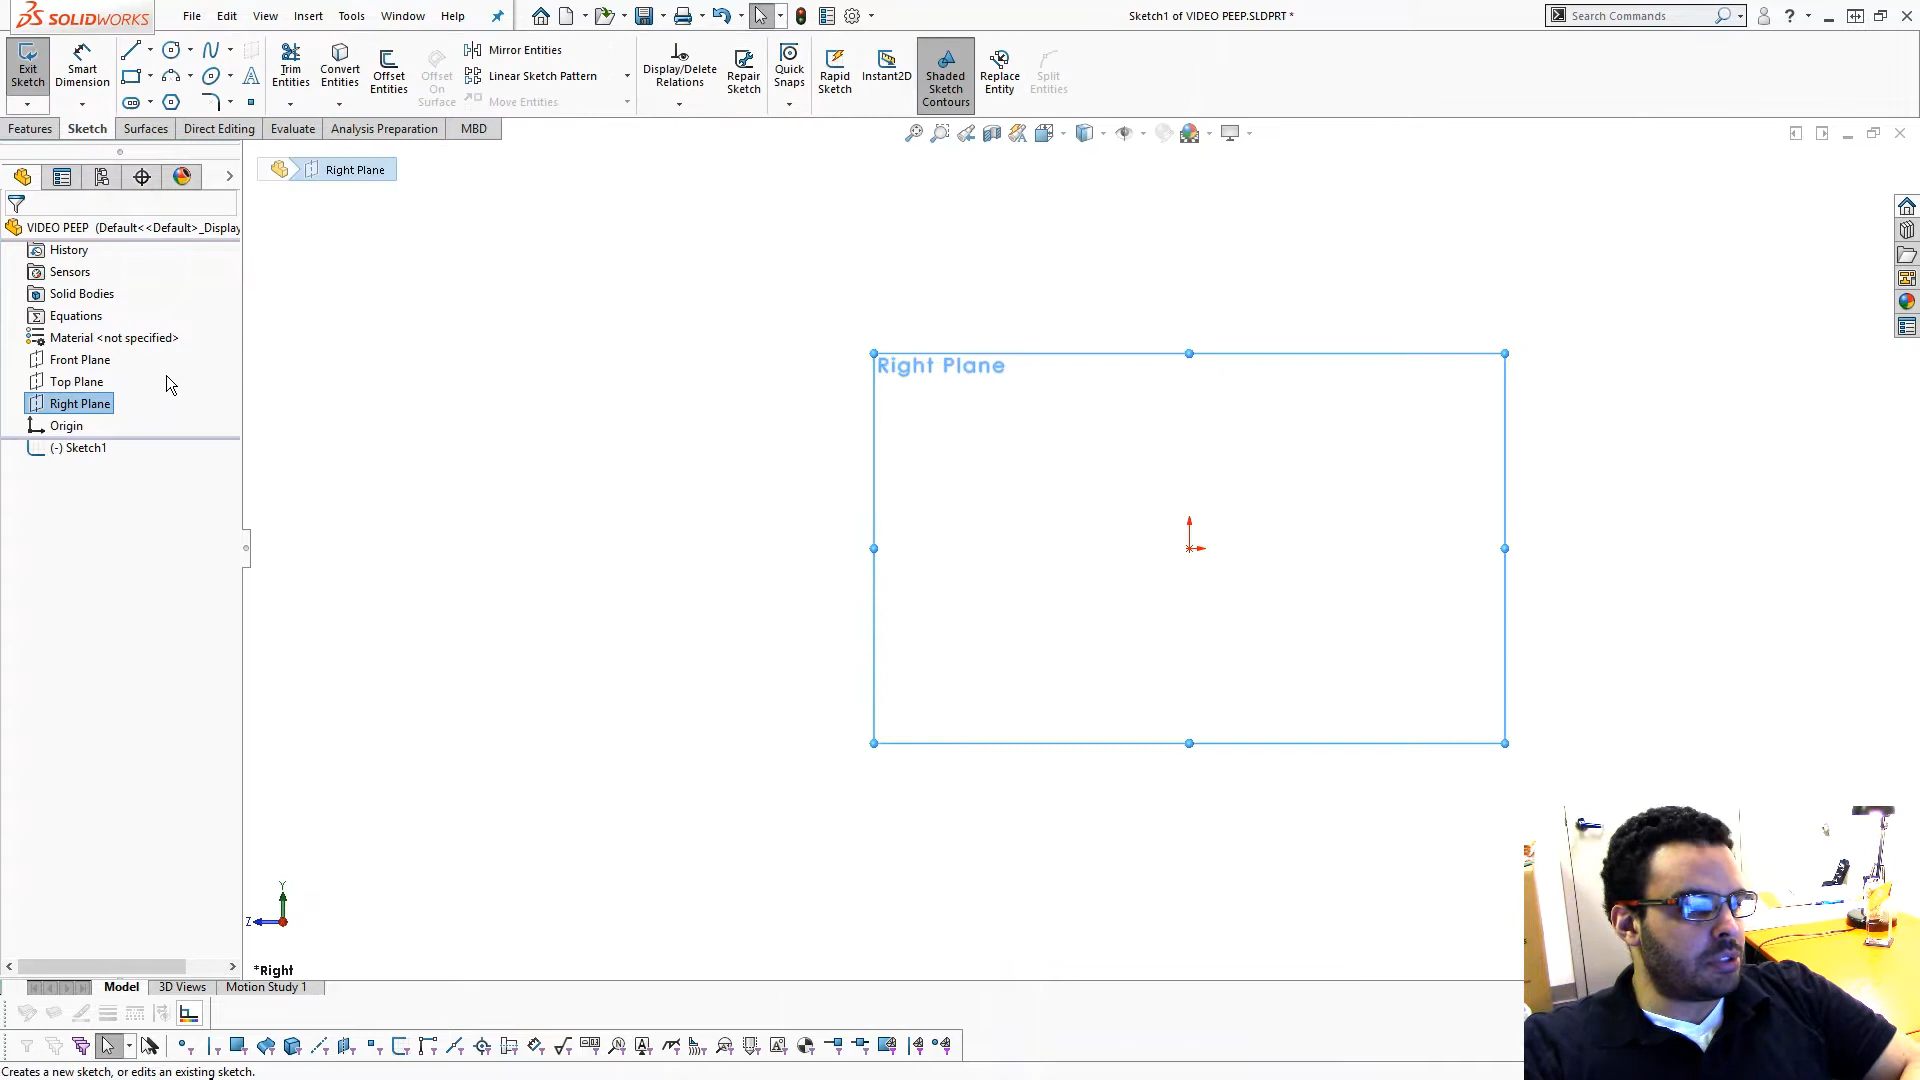 SOLIDWORKS
File Edit View Insert Tools Window Help
Sketch1 of VIDEO PEEP.SLDPRT *
Search Commands
Exit Sketch
Smart Dimension
Trim Entities
Convert Entities
Offset Entities
Offset On Surface
Mirror Entities
Linear Sketch Pattern
Move Entities
Display/Delete Relations
Repair Sketch
Quick Snaps
Rapid Sketch
Instant2D
Shaded Sketch Contours
Replace Entity
Split Entities
Features Sketch Surfaces Direct Editing Evaluate Analysis Preparation MBD
Right Plane
VIDEO PEEP (Default<<Default>_Display
History
Sensors
Solid Bodies
Equations
Material <not specified>
Front Plane
Top Plane
Right Plane
Origin
(-) Sketch1
Right Plane
Y
Z
*Right
Model 3D Views Motion Study 1
Creates a new sketch, or edits an existing sketch.